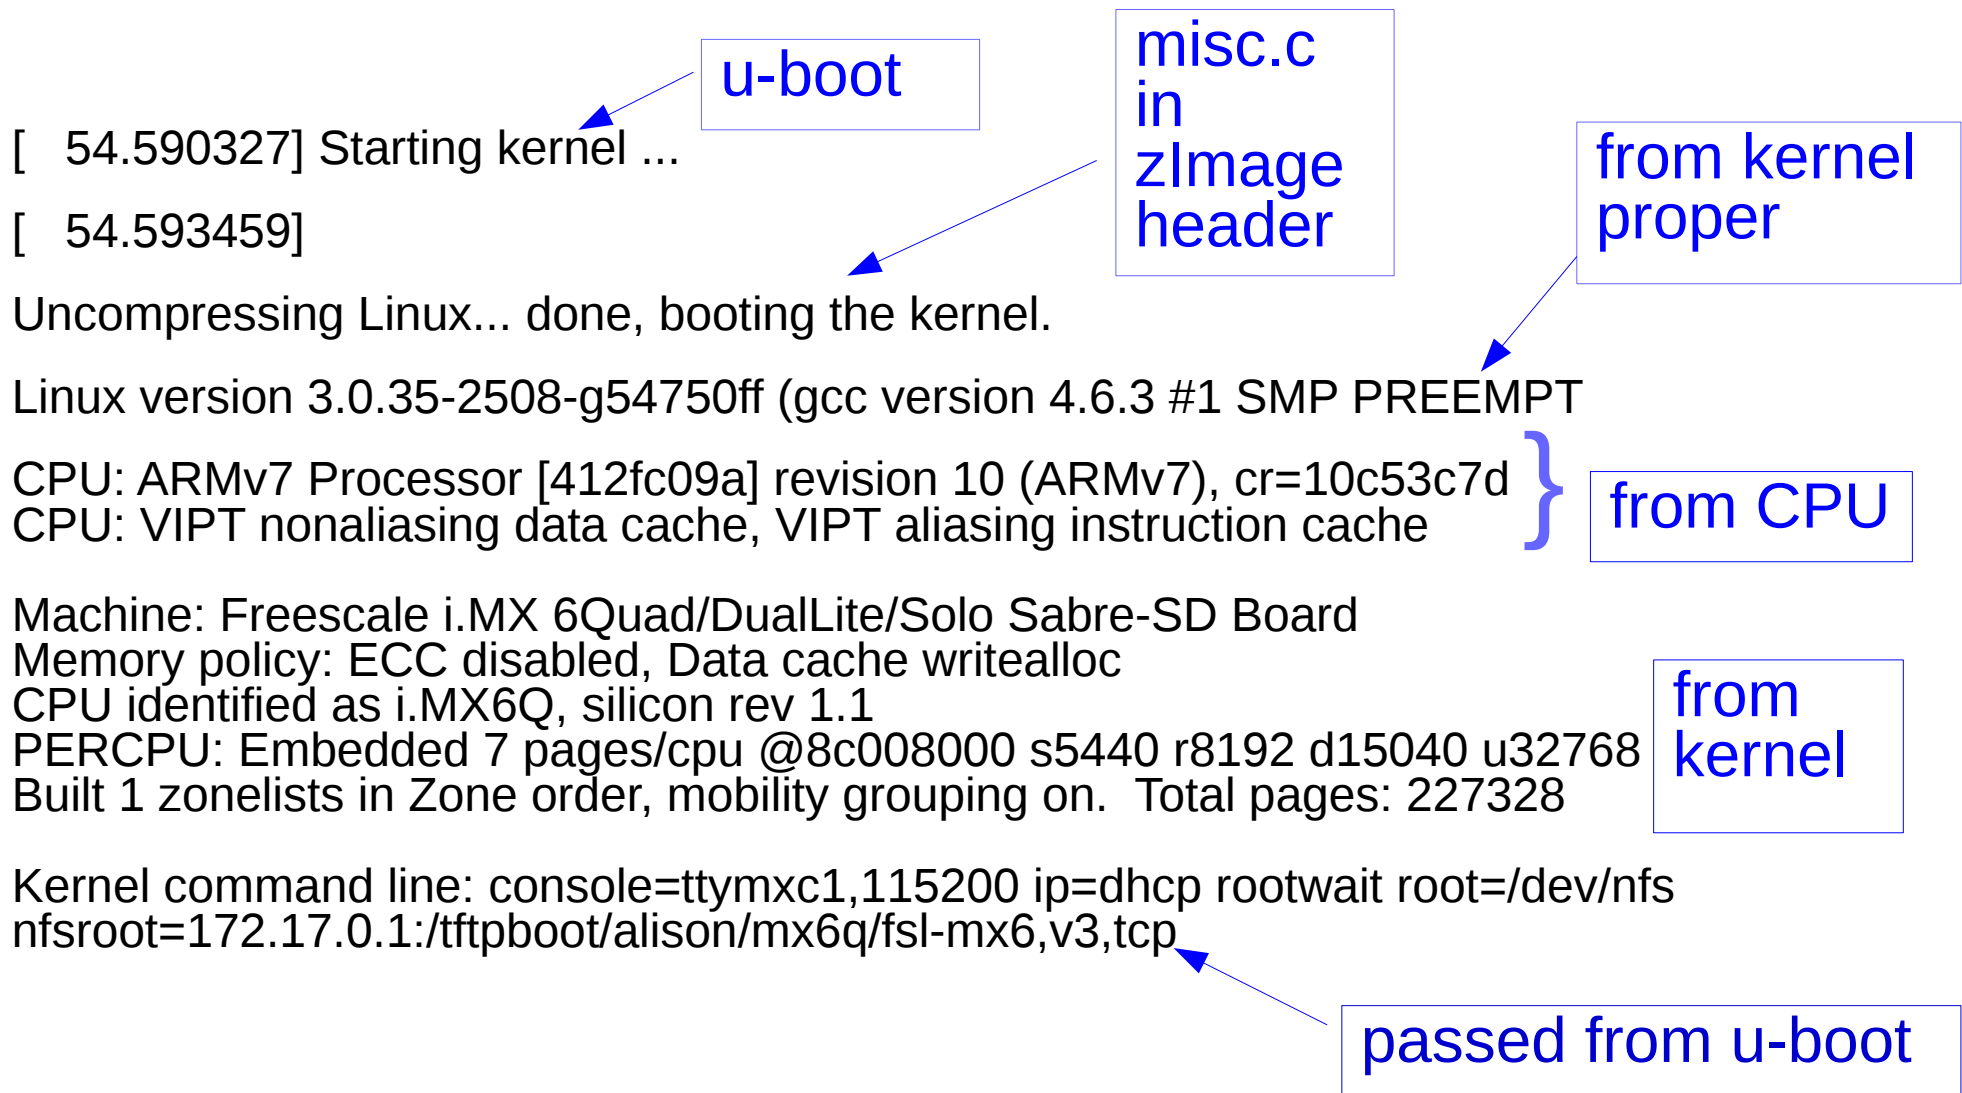 u-boot
misc.c
in
zImage
header
[   54.590327] Starting kernel ...
from kernel
proper
[   54.593459]
Uncompressing Linux... done, booting the kernel.
Linux version 3.0.35-2508-g54750ff (gcc version 4.6.3 #1 SMP PREEMPT
CPU: ARMv7 Processor [412fc09a] revision 10 (ARMv7), cr=10c53c7d
CPU: VIPT nonaliasing data cache, VIPT aliasing instruction cache
}
from CPU
Machine: Freescale i.MX 6Quad/DualLite/Solo Sabre-SD Board
Memory policy: ECC disabled, Data cache writealloc
CPU identified as i.MX6Q, silicon rev 1.1
PERCPU: Embedded 7 pages/cpu @8c008000 s5440 r8192 d15040 u32768
Built 1 zonelists in Zone order, mobility grouping on.  Total pages: 227328
from
kernel
Kernel command line: console=ttymxc1,115200 ip=dhcp rootwait root=/dev/nfs
nfsroot=172.17.0.1:/tftpboot/alison/mx6q/fsl-mx6,v3,tcp
passed from u-boot